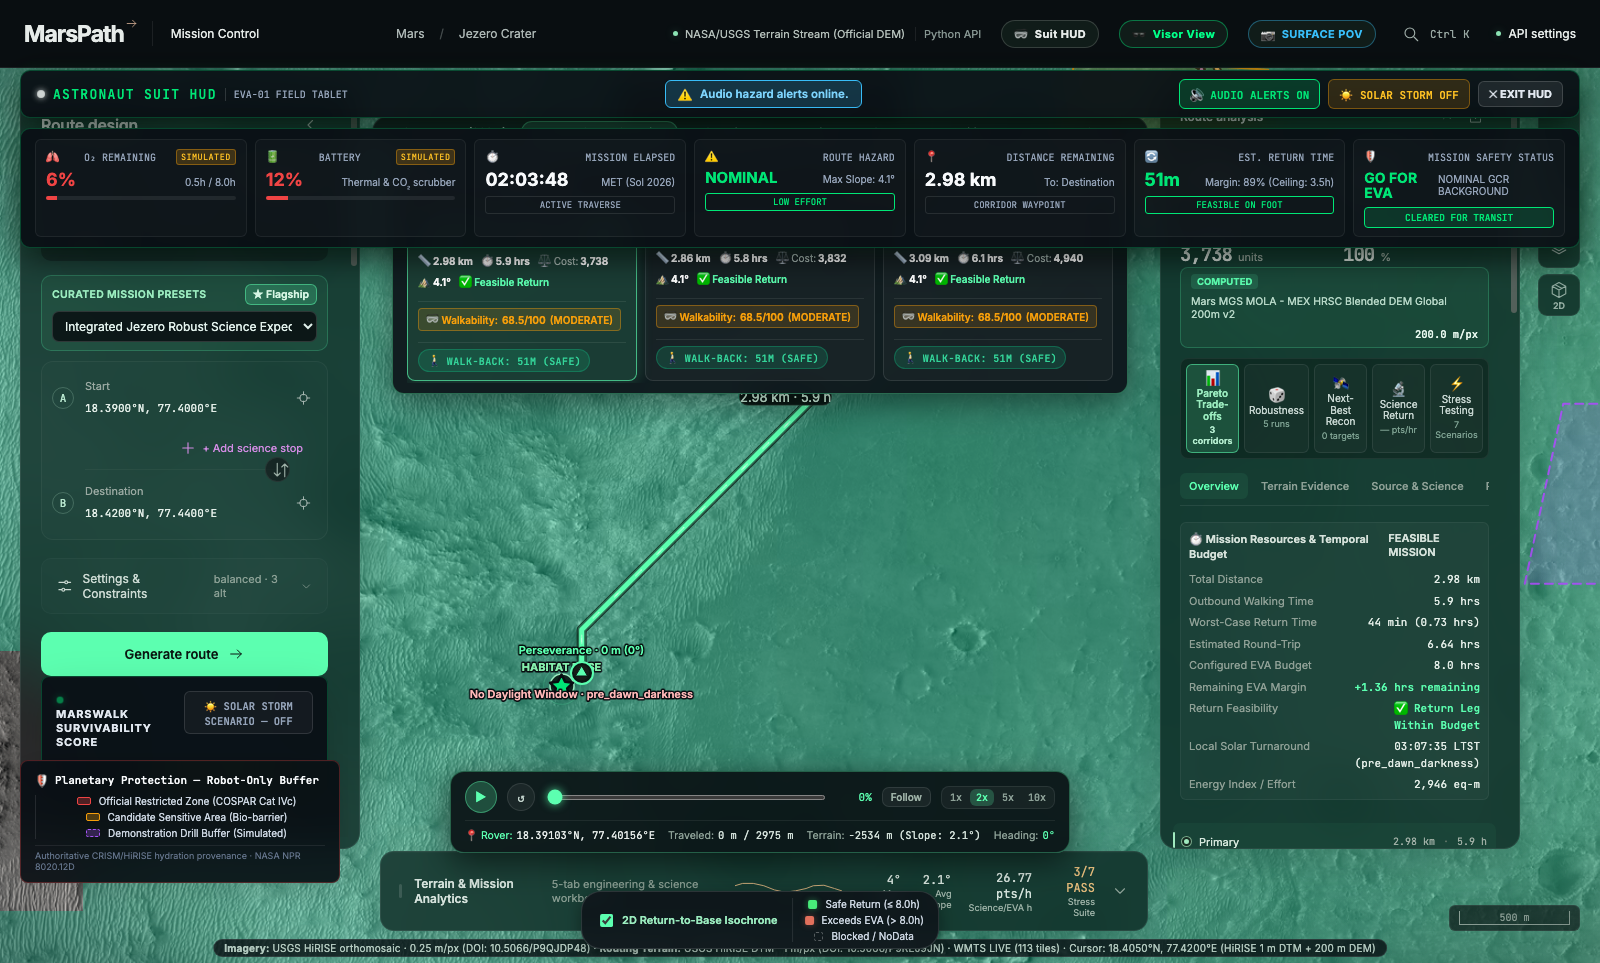 MarsPath→
Mission Control
Mars / Jezero Crater
NASA/USGS Terrain Stream (Official DEM)
Python API
Suit HUD
Visor View
SURFACE POV
Ctrl K
API settings
ASTRONAUT SUIT HUD
EVA-01 FIELD TABLET
Audio hazard alerts online.
AUDIO ALERTS ON
SOLAR STORM OFF
✕ EXIT HUD
Route design
Route analysis
O₂ REMAINING SIMULATED
6% 0.5h / 8.0h
BATTERY SIMULATED
12% Thermal & CO₂ scrubber
MISSION ELAPSED
02:03:48 MET (Sol 2026)
ACTIVE TRAVERSE
ROUTE HAZARD
NOMINAL Max Slope: 4.1°
LOW EFFORT
DISTANCE REMAINING
2.98 km To: Destination
CORRIDOR WAYPOINT
EST. RETURN TIME
51m Margin: 89% (Ceiling: 3.5h)
FEASIBLE ON FOOT
MISSION SAFETY STATUS
GO FOR EVA
NOMINAL GCR BACKGROUND
CLEARED FOR TRANSIT
CURATED MISSION PRESETS
★ Flagship
Integrated Jezero Robust Science Expec
A
Start
18.3900°N, 77.4000°E
+ Add science stop
B
Destination
18.4200°N, 77.4400°E
Settings & Constraints
balanced · 3 alt
Generate route →
MARSWALK SURVIVABILITY SCORE
SOLAR STORM SCENARIO — OFF
Planetary Protection — Robot-Only Buffer
Official Restricted Zone (COSPAR Cat IVc)
Candidate Sensitive Area (Bio-barrier)
Demonstration Drill Buffer (Simulated)
Authoritative CRISM/HiRISE hydration provenance · NASA NPR 8020.12D
2.98 km 5.9 hrs Cost: 3,738
4.1° Feasible Return
Walkability: 68.5/100 (MODERATE)
WALK-BACK: 51M (SAFE)
2.86 km 5.8 hrs Cost: 3,832
4.1° Feasible Return
Walkability: 68.5/100 (MODERATE)
WALK-BACK: 51M (SAFE)
3.09 km 6.1 hrs Cost: 4,940
4.1° Feasible Return
Walkability: 68.5/100 (MODERATE)
WALK-BACK: 51M (SAFE)
2.98 km · 5.9 h
Perseverance · 0 m (0°)
HABITAT
No Daylight Window · pre_dawn_darkness
0%
Follow
1x 2x 5x 10x
Rover: 18.39103°N, 77.40156°E Traveled: 0 m / 2975 m Terrain: -2534 m (Slope: 2.1°) Heading: 0°
Terrain & Mission Analytics
5-tab engineering & science
4°
2.1°
Avg
26.77 pts/h
Science/EVA h
3/7 PASS
Stress Suite
2D Return-to-Base Isochrone
Safe Return (≤ 8.0h)
Exceeds EVA (> 8.0h)
Blocked / NoData
Imagery: USGS HiRISE orthomosaic · 0.25 m/px (DOI: 10.5066/P9QJDP48) · WMTS LIVE (113 tiles) · Cursor: 18.4050°N, 77.4200°E (HiRISE 1 m DTM + 200 m DEM)
3,738 units
100 %
COMPUTED
Mars MGS MOLA - MEX HRSC Blended DEM Global 200m v2
200.0 m/px
Pareto Trade-offs
3 corridors
Robustness
5 runs
Next-Best Recon
0 targets
Science Return
— pts/hr
Stress Testing
7 Scenarios
Overview
Terrain Evidence
Source & Science
Mission Resources & Temporal Budget
FEASIBLE MISSION
Total Distance 2.98 km
Outbound Walking Time 5.9 hrs
Worst-Case Return Time 44 min (0.73 hrs)
Estimated Round-Trip 6.64 hrs
Configured EVA Budget 8.0 hrs
Remaining EVA Margin +1.36 hrs remaining
Return Feasibility Return Leg Within Budget
Local Solar Turnaround 03:07:35 LTST (pre_dawn_darkness)
Energy Index / Effort 2,946 eq-m
Primary 2.98 km · 5.9 h
2D
500 m